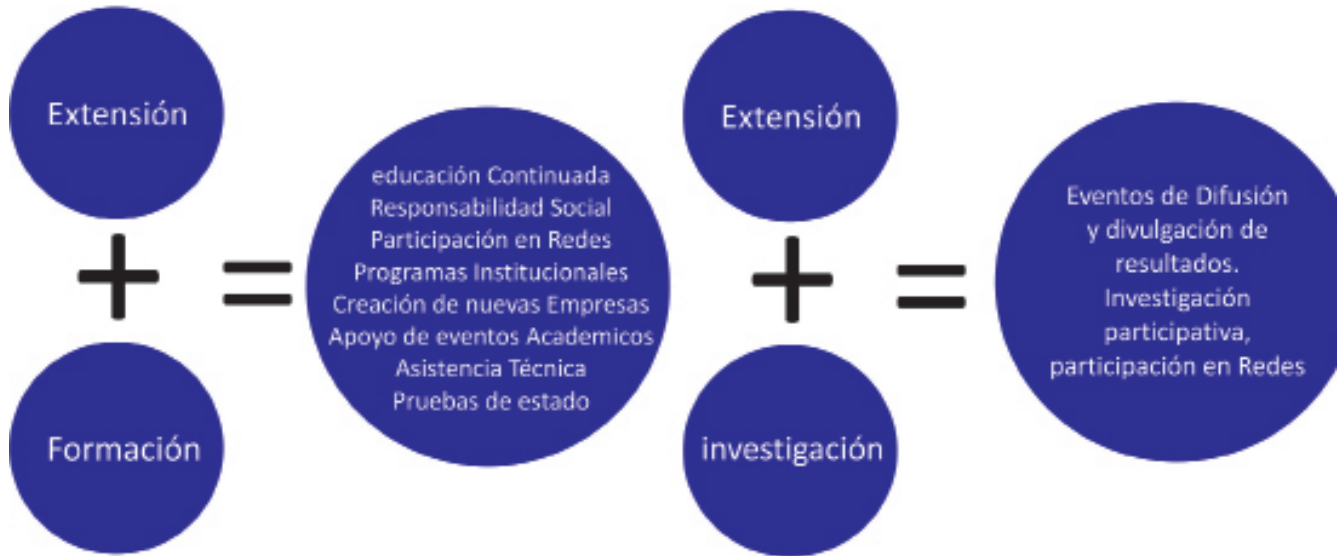 Extensión
+
Formación
=
educación Continuada
Responsabilidad Social
Participación en Redes
Programas Institucionales
Creación de nuevas Empresas
Apoyo de eventos Academicos
Asistencia Técnica
Pruebas de estado
Extensión
+
investigación
=
Eventos de Difusión
y divulgación de
resultados.
Investigación
participativa,
participación en Redes